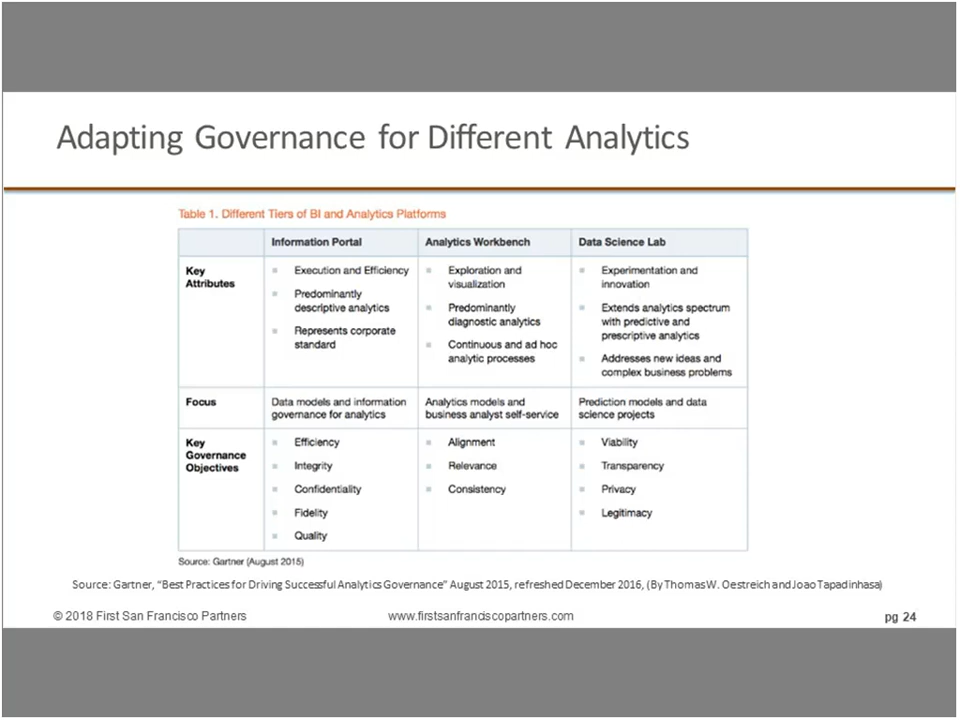 Adapting Governance for Different Analytics
Table 1. Different Tiers of BI and Analytics Platforms
Information Portal
Analytics Workbench
Data Science Lab
Key
Attributes
Execution and Efficiency
Predominantly
descriptive analytics
Represents corporate
standard
Exploration and
visualization
Predominantly
diagnostic analytics
Continuous and ad hoc
analytic processes
Experimentation and
innovation
Extends analytics spectrum
with predictive and
prescriptive analytics
Addresses new ideas and
complex business problems
Focus
Data models and information
governance for analytics
Analytics models and
business analyst self-service
Prediction models and data
science projects
Key
Governance
Objectives
Efficiency
Integrity
Confidentiality
Fidelity
Quality
Alignment
Relevance
Consistency
Viability
Transparency
Privacy
Legitimacy
Source: Gartner (August 2015)
Source: Gartner, "Best Practices for Driving Successful Analytics Governance" August 2015, refreshed December 2016, (By Thomas W. Oestreich and Joao Tapadinhasa)
© 2018 First San Francisco Partners
www.firstsanfranciscopartners.com
pg 24